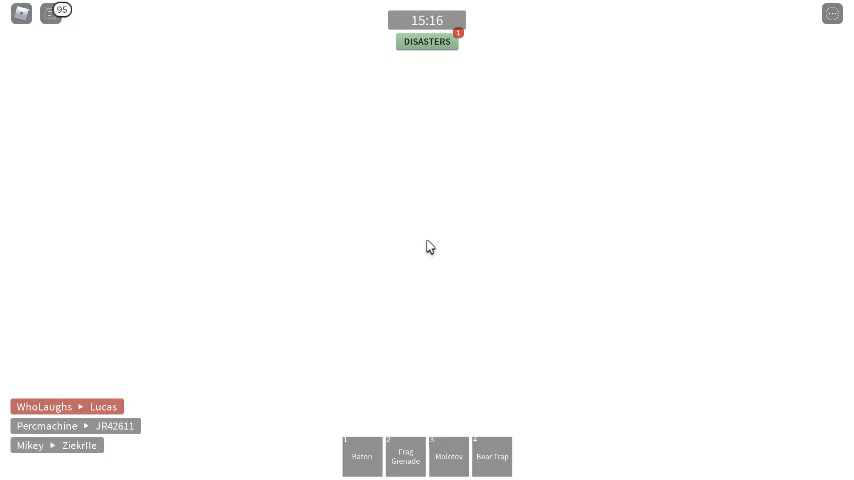 95
15:16
DISASTERS
1
WhoLaughs ▸ Lucas
Percmachine ▸ JR42611
Mikey ▸ ZiekrIIe
1
Baton
2
Frag
Grenade
3
Molotov
4
Bear Trap